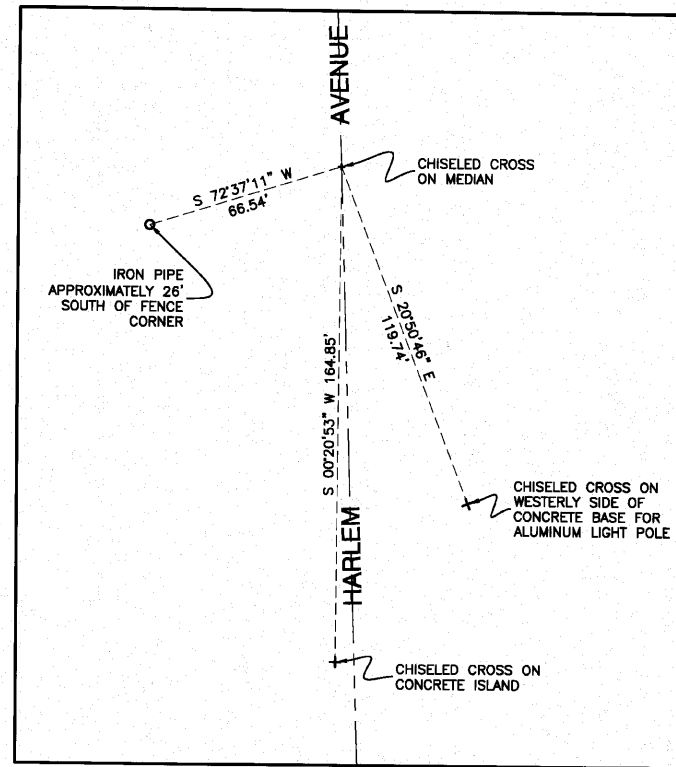 AVENUE
CHISELED CROSS
ON MEDIAN
S 72°37'11" W
66.54'
IRON PIPE
APPROXIMATELY 26'
SOUTH OF FENCE
CORNER
S 20°50'46" E
119.74'
S 00°20'53" W 164.85'
CHISELED CROSS ON
WESTERLY SIDE OF
CONCRETE BASE FOR
ALUMINUM LIGHT POLE
HARLEM
CHISELED CROSS ON
CONCRETE ISLAND